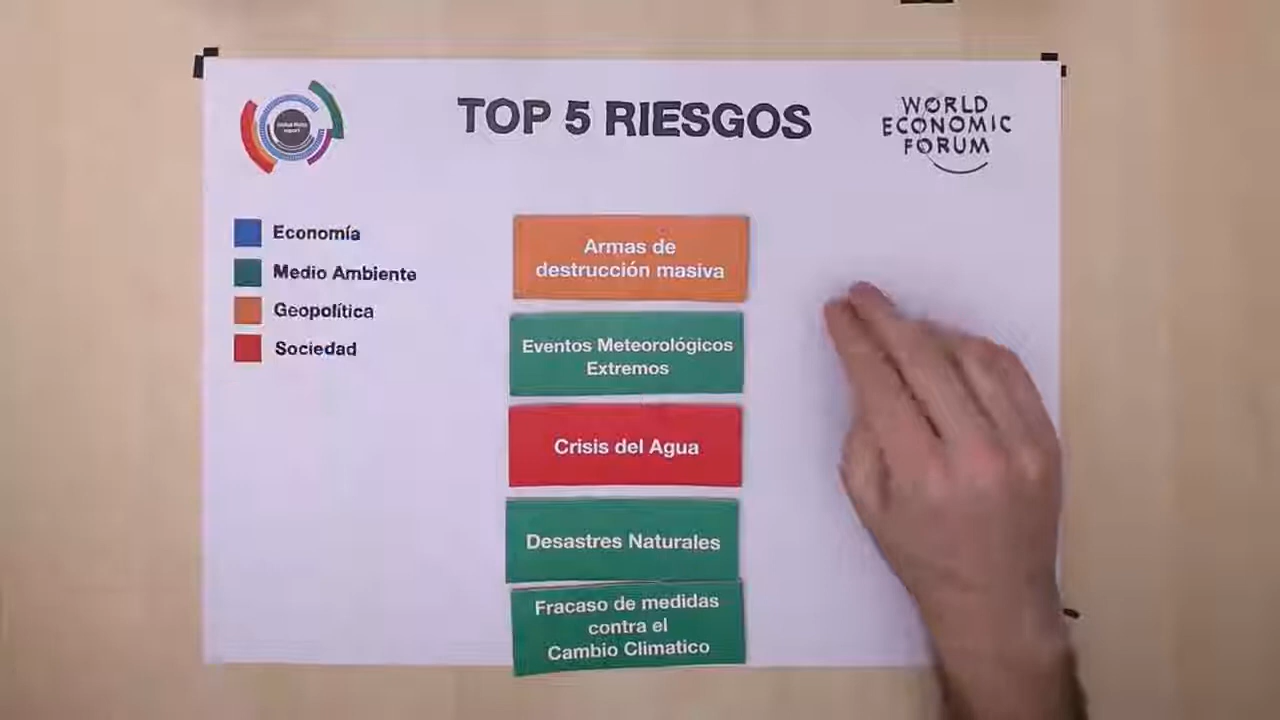 TOP 5 RIESGOS
WORLD
ECONOMIC
FORUM
Economía
Medio Ambiente
Geopolítica
Sociedad
Armas de
destrucción masiva
Eventos Meteorológicos
Extremos
Crisis del Agua
Desastres Naturales
Fracaso de medidas
contra el
Cambio Climatico